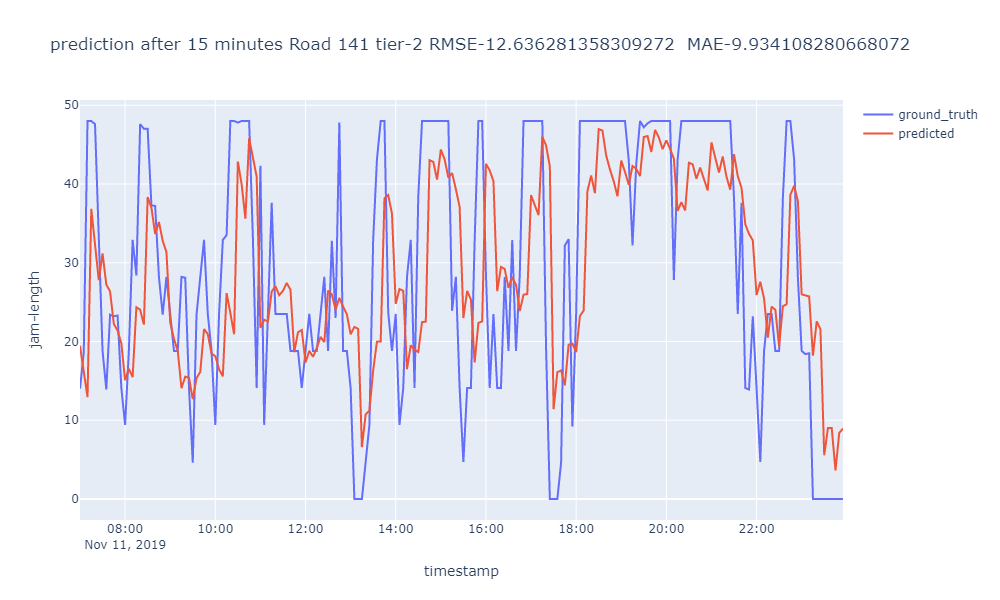 prediction after 15 minutes Road 141 tier-2 RMSE-12.636281358309272  MAE-9.934108280668072
ground_truth
predicted
jam-length
50
40
30
20
10
0
08:00 10:00 12:00 14:00 16:00 18:00 20:00 22:00
Nov 11, 2019
timestamp